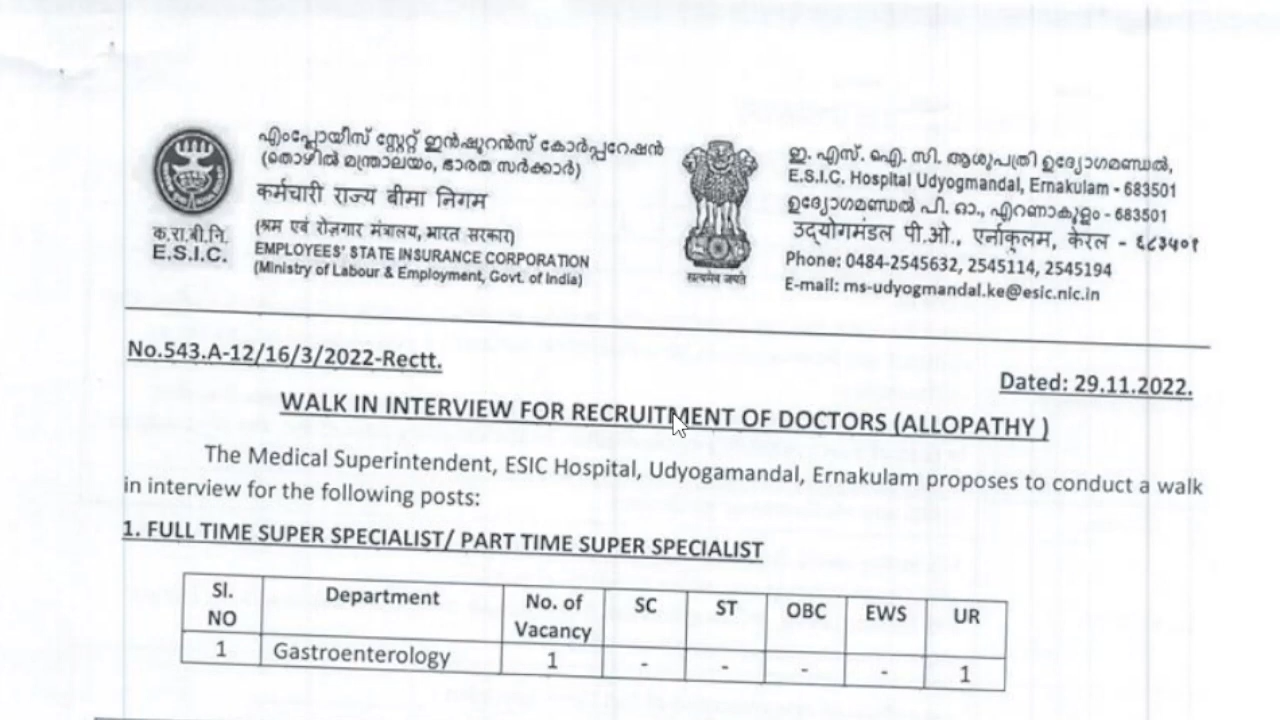 എംപ്ലോയീസ് സ്റ്റേറ്റ് ഇൻഷുറൻസ് കോർപ്പറേഷൻ
(തൊഴിൽ മന്ത്രാലയം, ഭാരത സർക്കാർ)
कर्मचारी राज्य बीमा निगम
(श्रम एवं रोज़गार मंत्रालय, भारत सरकार)
EMPLOYEES' STATE INSURANCE CORPORATION
(Ministry of Labour & Employment, Govt. of India)
क.रा.बी.नि.
E.S.I.C.
सत्यमेव जयते
ഇ. എസ്. ഐ. സി. ആശുപത്രി ഉദ്യോഗമണ്ഡൽ,
E.S.I.C. Hospital Udyogmandal, Ernakulam - 683501
ഉദ്യോഗമണ്ഡൽ പി. ഓ., എറണാകുളം - 683501
उद्योगमंडल पी.ओ., एर्नाकुलम, केरल - ६८३५०१
Phone: 0484-2545632, 2545114, 2545194
E-mail: ms-udyogmandal.ke@esic.nic.in
No.543.A-12/16/3/2022-Rectt.
Dated: 29.11.2022.
WALK IN INTERVIEW FOR RECRUITMENT OF DOCTORS (ALLOPATHY )
The Medical Superintendent, ESIC Hospital, Udyogamandal, Ernakulam proposes to conduct a walk
in interview for the following posts:
1. FULL TIME SUPER SPECIALIST/ PART TIME SUPER SPECIALIST
Sl. NO Department No. of Vacancy SC ST OBC EWS UR
1 Gastroenterology 1 - - - - 1